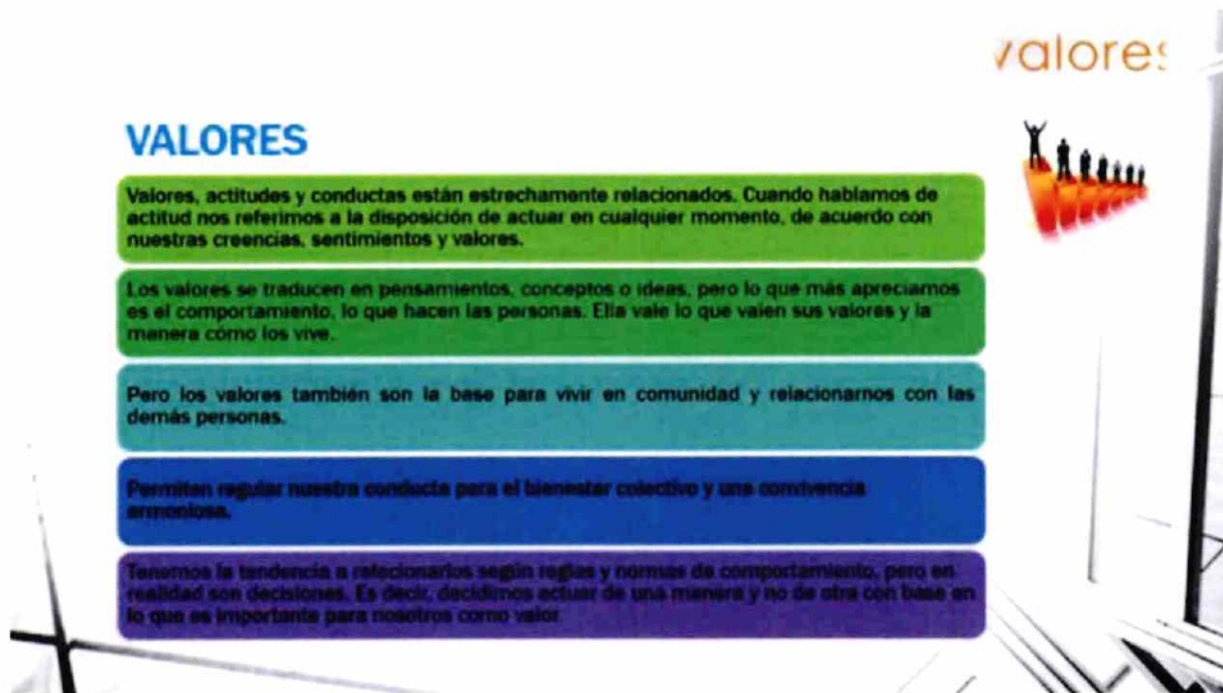 valores
VALORES
Valores, actitudes y conductas están estrechamente relacionados. Cuando hablamos de
actitud nos referimos a la disposición de actuar en cualquier momento, de acuerdo con
nuestras creencias, sentimientos y valores.
Los valores se traducen en pensamientos, conceptos o ideas, pero lo que más apreciamos
es el comportamiento, lo que hacen las personas. Ella vale lo que valen sus valores y la
manera cómo los vive.
Pero los valores también son la base para vivir en comunidad y relacionarnos con las
demás personas.
Permiten regular nuestra conducta para el bienestar colectivo y una convivencia
armoniosa.
Tenemos la tendencia a relacionarlos según reglas y normas de comportamiento, pero en
realidad son decisiones. Es decir, decidimos actuar de una manera y no de otra con base en
lo que es importante para nosotros como valor